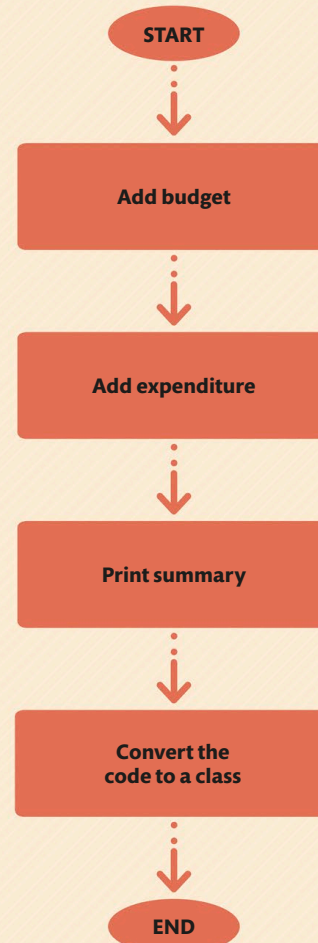 START
Add budget
Add expenditure
Print summary
Convert the
code to a class
END